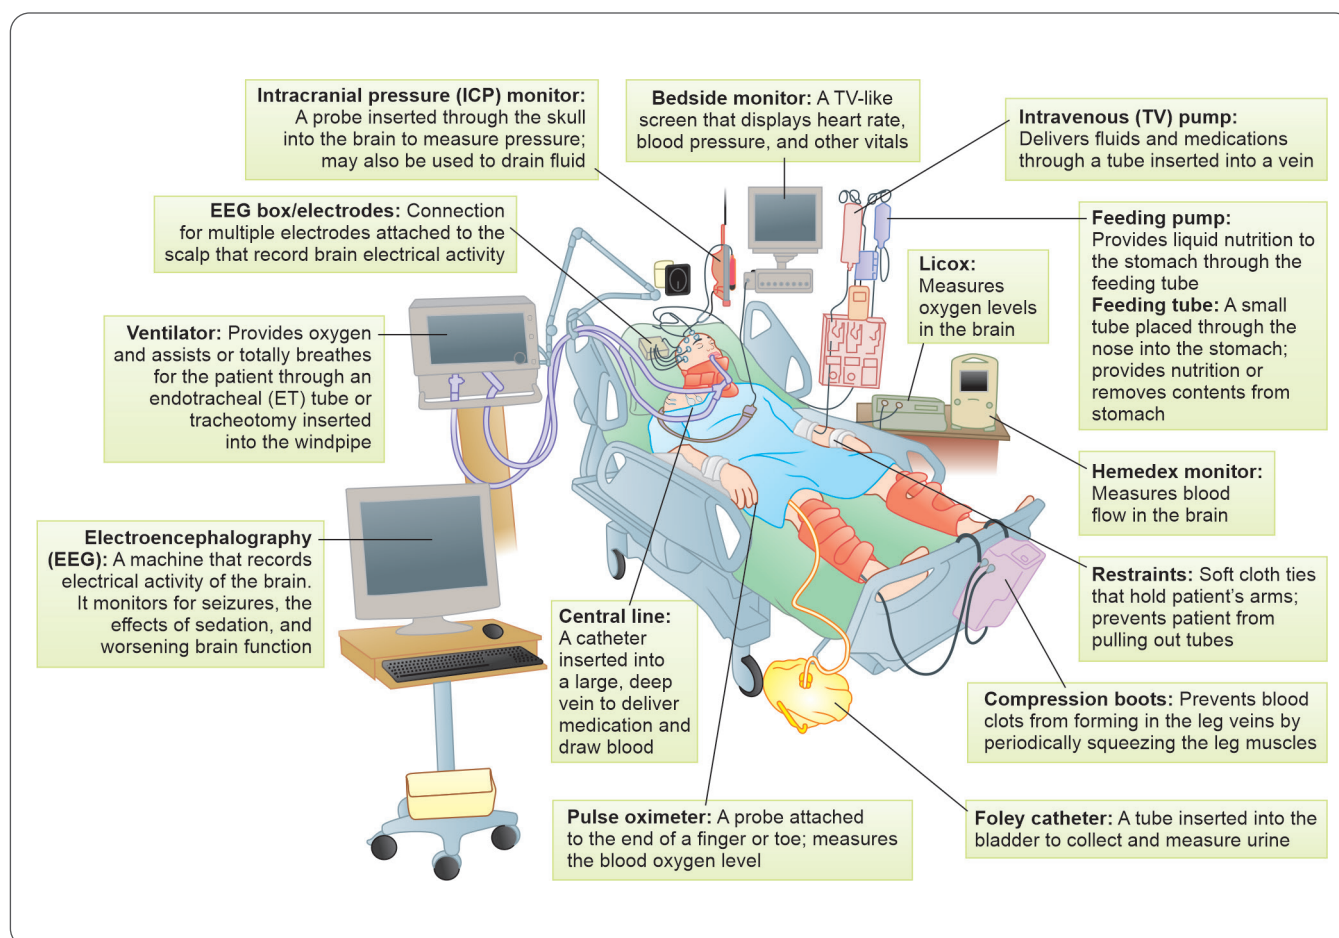 Intracranial pressure (ICP) monitor:
A probe inserted through the skull
into the brain to measure pressure;
may also be used to drain fluid
Bedside monitor: A TV-like
screen that displays heart rate,
blood pressure, and other vitals
Intravenous (TV) pump:
Delivers fluids and medications
through a tube inserted into a vein
EEG box/electrodes: Connection
for multiple electrodes attached to the
scalp that record brain electrical activity
Feeding pump:
Provides liquid nutrition to
the stomach through the
feeding tube
Feeding tube: A small
tube placed through the
nose into the stomach;
provides nutrition or
removes contents from
stomach
Licox:
Measures
oxygen levels
in the brain
Ventilator: Provides oxygen
and assists or totally breathes
for the patient through an
endotracheal (ET) tube or
tracheotomy inserted
into the windpipe
Hemedex monitor:
Measures blood
flow in the brain
Electroencephalography
(EEG): A machine that records
electrical activity of the brain.
It monitors for seizures, the
effects of sedation, and
worsening brain function
Restraints: Soft cloth ties
that hold patient’s arms;
prevents patient from
pulling out tubes
Central line:
A catheter
inserted into
a large, deep
vein to deliver
medication and
draw blood
Compression boots: Prevents blood
clots from forming in the leg veins by
periodically squeezing the leg muscles
Pulse oximeter: A probe attached
to the end of a finger or toe; measures
the blood oxygen level
Foley catheter: A tube inserted into the
bladder to collect and measure urine